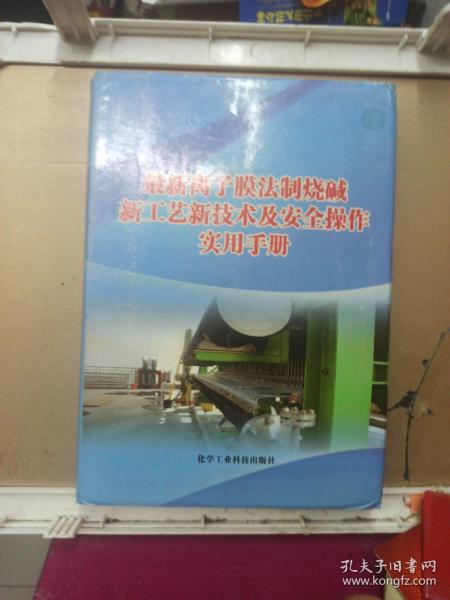 最新离子膜法制烧碱
新工艺新技术及安全操作
实用手册
化学工业科技出版社
孔夫子旧书网
www.kongfz.com